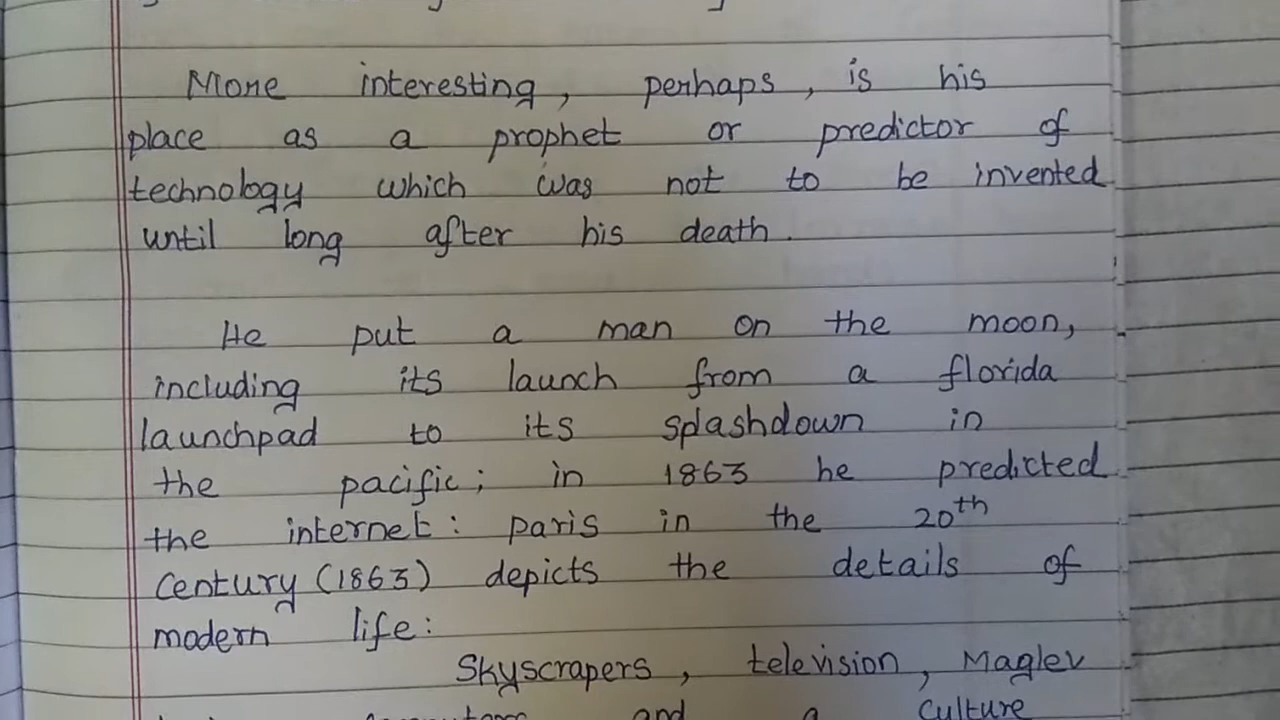 More interesting, perhaps, is his
place as a prophet or predictor of
technology which was not to be invented
until long after his death.
He put a man on the moon,
including its launch from a florida
launchpad to its splashdown in
the pacific; in 1863 he predicted
the internet: paris in the 20th
Century (1863) depicts the details of
modern life:
Skyscrapers, television, Maglev
and a culture